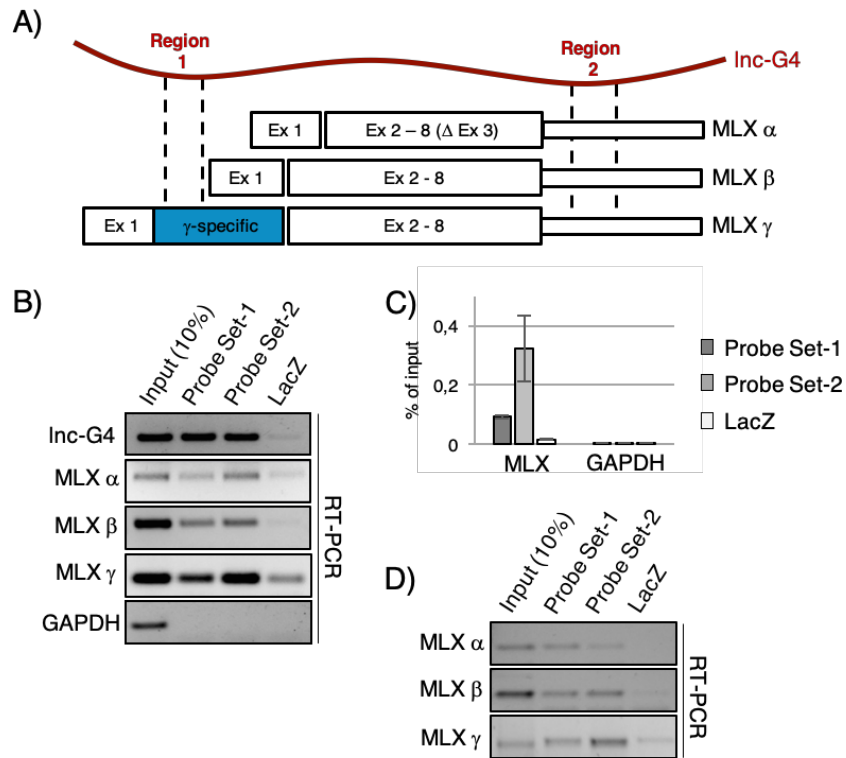 A)
Region
1
Region
2
lnc-G4
Ex 1
Ex 2 – 8 (Δ Ex 3)
MLX α
Ex 1
Ex 2 - 8
MLX β
Ex 1
γ-specific
Ex 2 - 8
MLX γ
B)
Input (10%)
Probe Set-1
Probe Set-2
LacZ
lnc-G4
MLX α
MLX β
MLX γ
GAPDH
RT-PCR
C)
% of input
0,4
0,2
0
MLX
GAPDH
Probe Set-1
Probe Set-2
LacZ
D)
Input (10%)
Probe Set-1
Probe Set-2
LacZ
MLX α
MLX β
MLX γ
RT-PCR